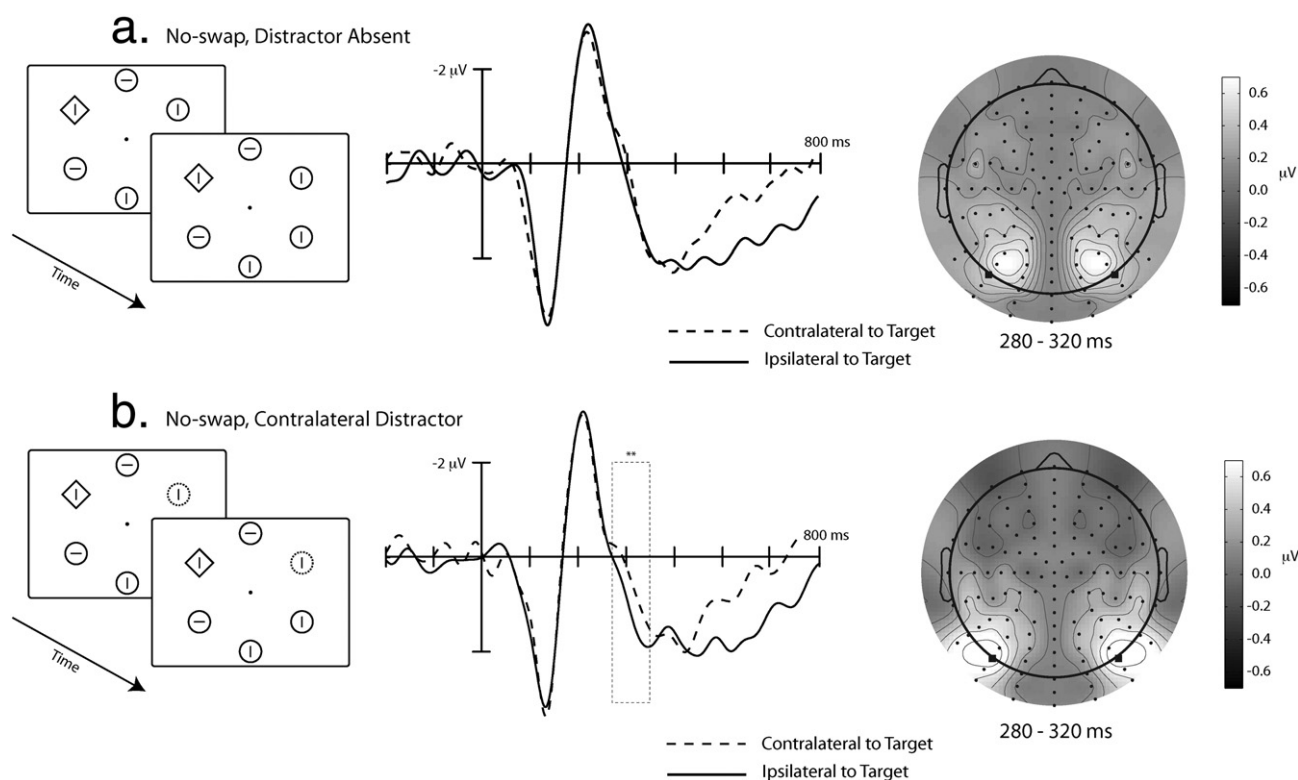 a. No-swap, Distractor Absent
-2 μV
800 ms
Time
Contralateral to Target
Ipsilateral to Target
280 - 320 ms
0.6
0.4
0.2
0.0
-0.2
-0.4
-0.6
μV
b. No-swap, Contralateral Distractor
-2 μV
**
800 ms
Time
Contralateral to Target
Ipsilateral to Target
280 - 320 ms
0.6
0.4
0.2
0.0
-0.2
-0.4
-0.6
μV